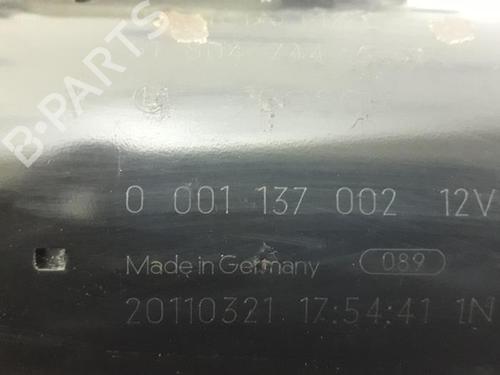 B-PARTS
0 001 137 002 12V
Made in Germany 089
20110321 17:54:41 1N